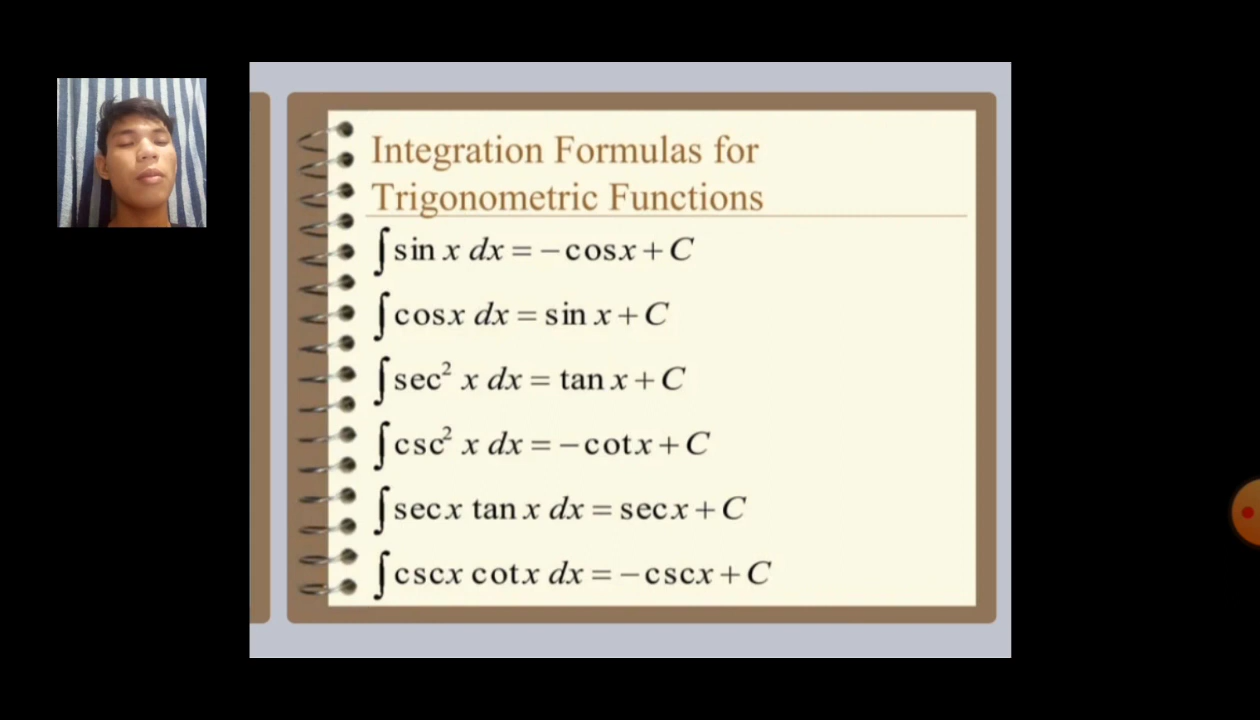 Integration Formulas for
Trigonometric Functions
∫ sin x dx = −cos x + C
∫ cos x dx = sin x + C
∫ sec² x dx = tan x + C
∫ csc² x dx = −cot x + C
∫ sec x tan x dx = sec x + C
∫ csc x cot x dx = −csc x + C